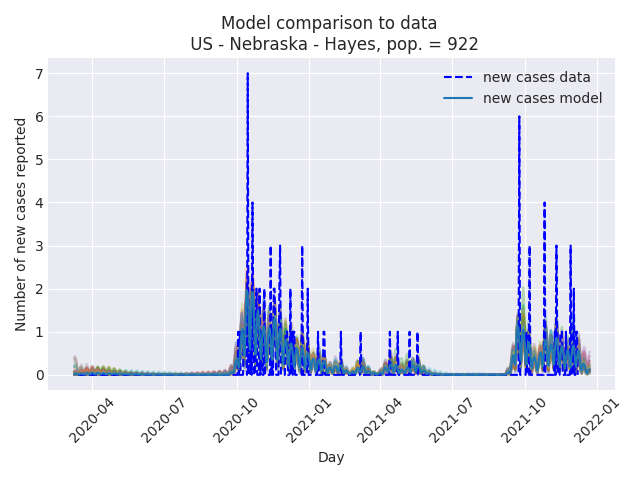 Model comparison to data
US - Nebraska - Hayes, pop. = 922
new cases data
new cases model
Number of new cases reported
7
6
5
4
3
2
1
0
2020-04
2020-07
2020-10
2021-01
2021-04
2021-07
2021-10
2022-01
Day